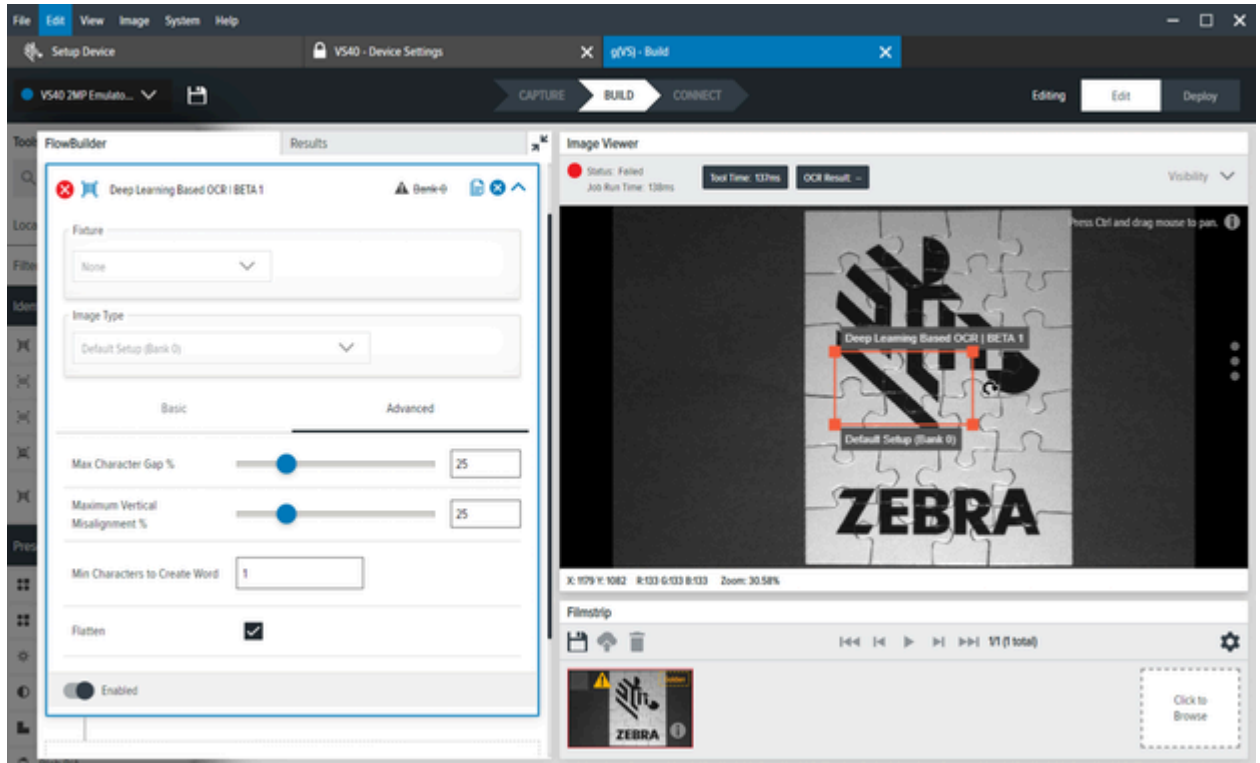 File Edit View Image System Help
Setup Device
VS40 - Device Settings
g(VS) - Build
VS40 2MP Emulato...
CAPTURE BUILD CONNECT
Editing Edit Deploy
FlowBuilder Results
Deep Learning Based OCR | BETA 1 Bank 0
Fixture
None
Image Type
Default Setup (Bank 0)
Basic Advanced
Max Character Gap % 25
Maximum Vertical
Misalignment % 25
Min Characters to Create Word 1
Flatten
Enabled
Image Viewer
Status: Failed
Job Run Time: 138ms
Tool Time: 137ms OCR Result: --
Visibility
Press Ctrl and drag mouse to pan.
Deep Learning Based OCR | BETA 1
Default Setup (Bank 0)
ZEBRA
X: 1179 Y: 1082 R:133 G:133 B:133 Zoom: 30.58%
Filmstrip
1/1 (1 total)
ZEBRA
Click to
Browse